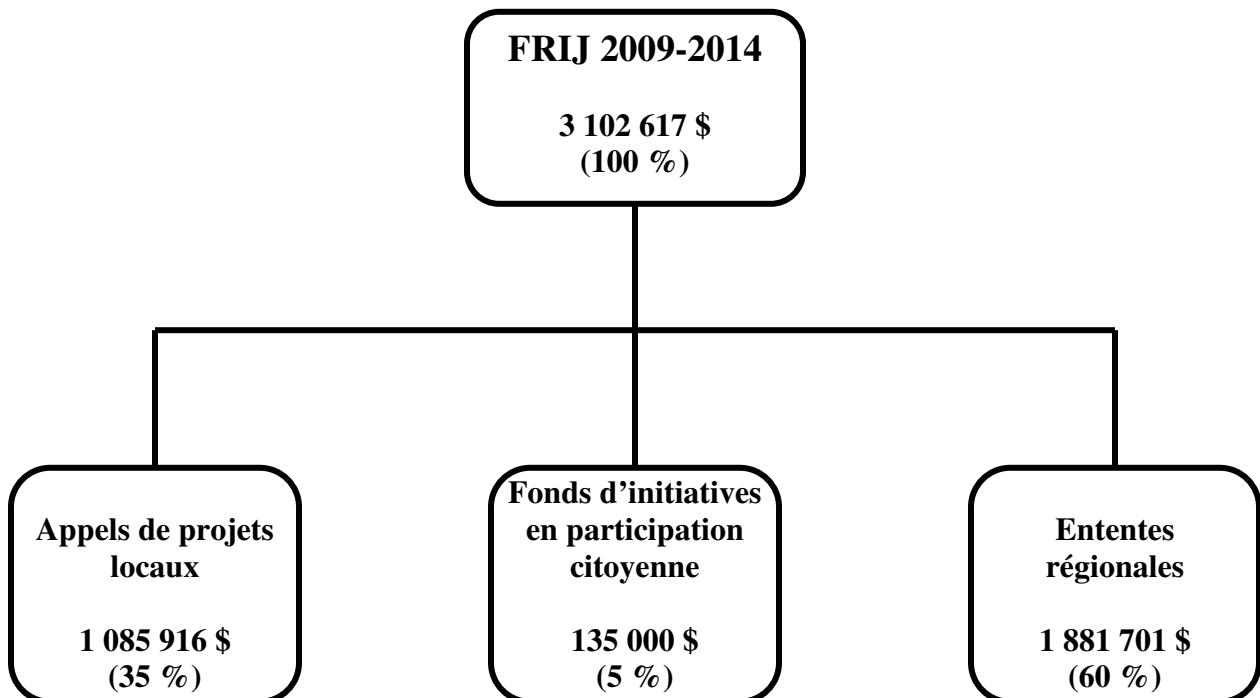 FRIJ 2009-2014
3 102 617 $
(100 %)
Appels de projets
locaux
1 085 916 $
(35 %)
Fonds d’initiatives
en participation
citoyenne
135 000 $
(5 %)
Ententes
régionales
1 881 701 $
(60 %)